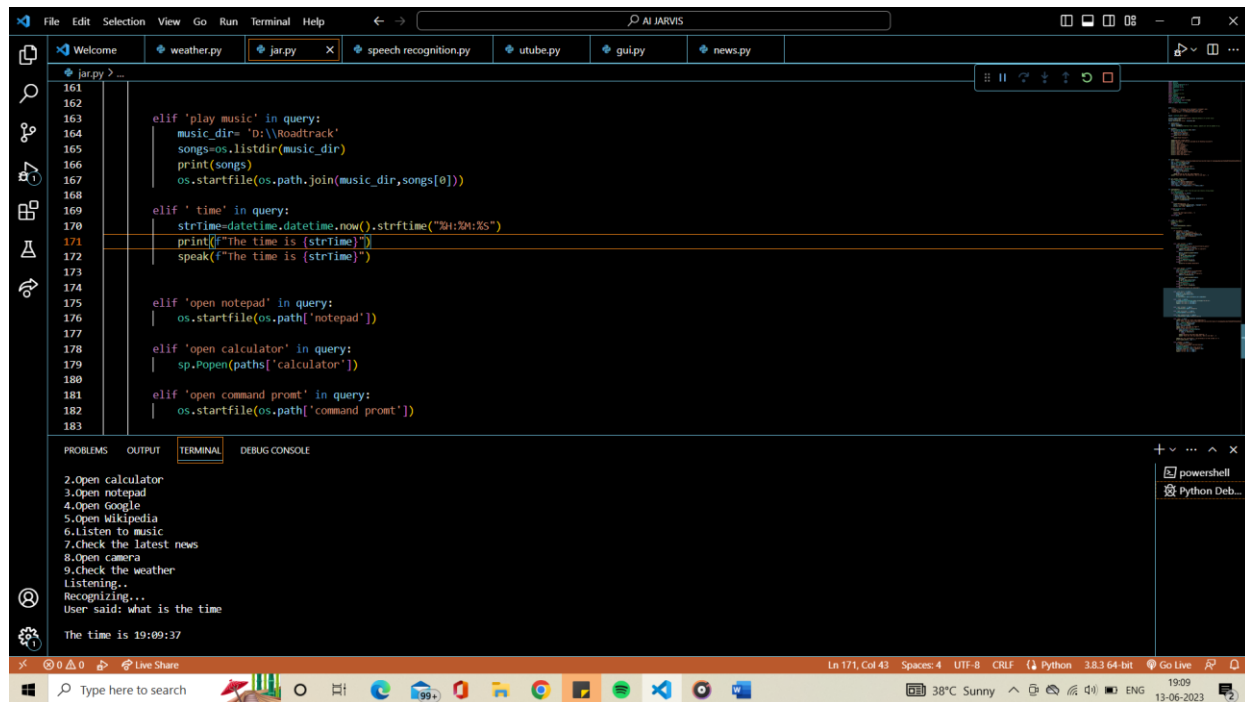 File Edit Selection View Go Run Terminal Help AI JARVIS
Welcome weather.py jar.py speech recognition.py utube.py gui.py news.py
jar.py > ...
161
162
163 elif 'play music' in query:
164 music_dir= 'D:\\Roadtrack'
165 songs=os.listdir(music_dir)
166 print(songs)
167 os.startfile(os.path.join(music_dir,songs[0]))
168
169 elif ' time' in query:
170 strTime=datetime.datetime.now().strftime("%H:%M:%S")
171 print(f"The time is {strTime}")
172 speak(f"The time is {strTime}")
173
174
175 elif 'open notepad' in query:
176 os.startfile(os.path['notepad'])
177
178 elif 'open calculator' in query:
179 sp.Popen(paths['calculator'])
180
181 elif 'open command promt' in query:
182 os.startfile(os.path['command promt'])
183
PROBLEMS OUTPUT TERMINAL DEBUG CONSOLE
powershell
Python Deb...
2.Open calculator
3.Open notepad
4.Open Google
5.Open Wikipedia
6.Listen to music
7.Check the latest news
8.Open camera
9.Check the weather
Listening..
Recognizing...
User said: what is the time
The time is 19:09:37
0 0 Live Share Ln 171, Col 43 Spaces: 4 UTF-8 CRLF Python 3.8.3 64-bit Go Live
Type here to search 99+ 38°C Sunny ENG 19:09
13-06-2023 2